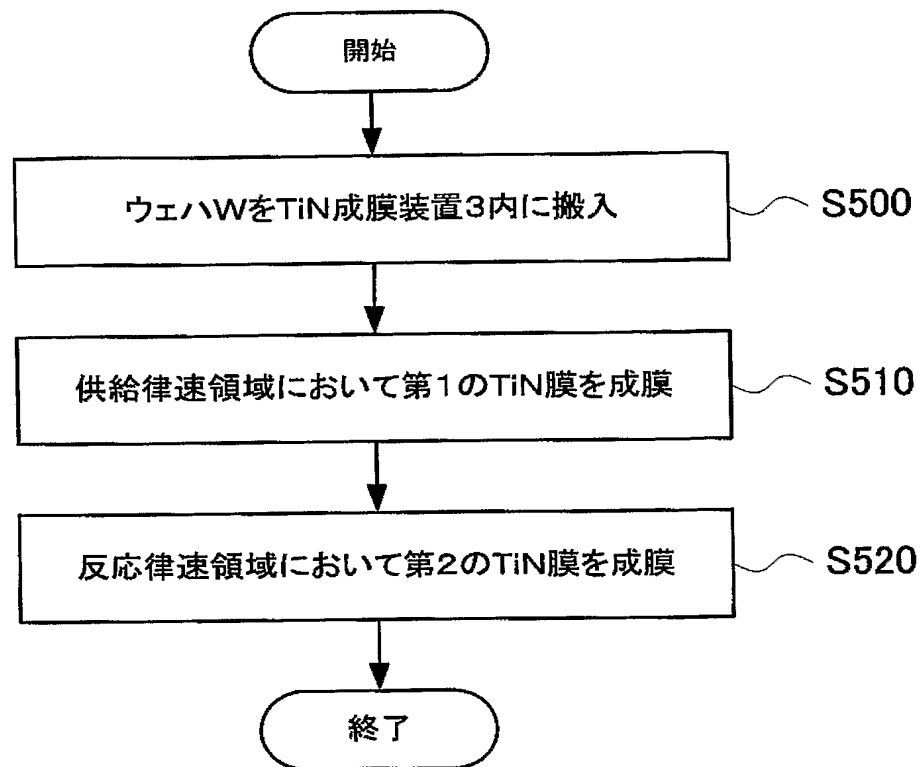 開始
ウェハWをTiN成膜装置3内に搬入
S500
供給律速領域において第1のTiN膜を成膜
S510
反応律速領域において第2のTiN膜を成膜
S520
終了